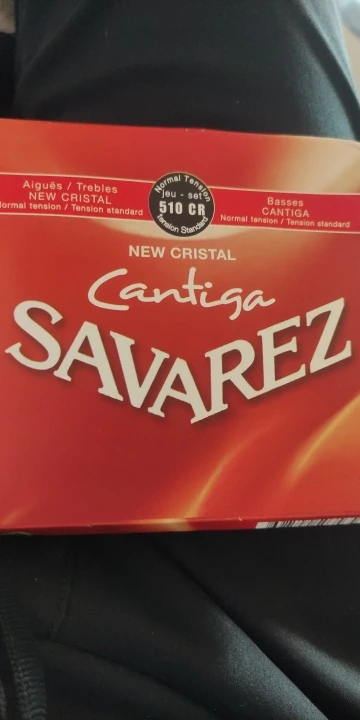 Aiguës / Trebles
NEW CRISTAL
Normal tension / Tension standard
Normal Tension
jeu - set
510 CR
Tension Standard
Basses
CANTIGA
Normal tension / Tension standard
NEW CRISTAL
Cantiga
SAVAREZ